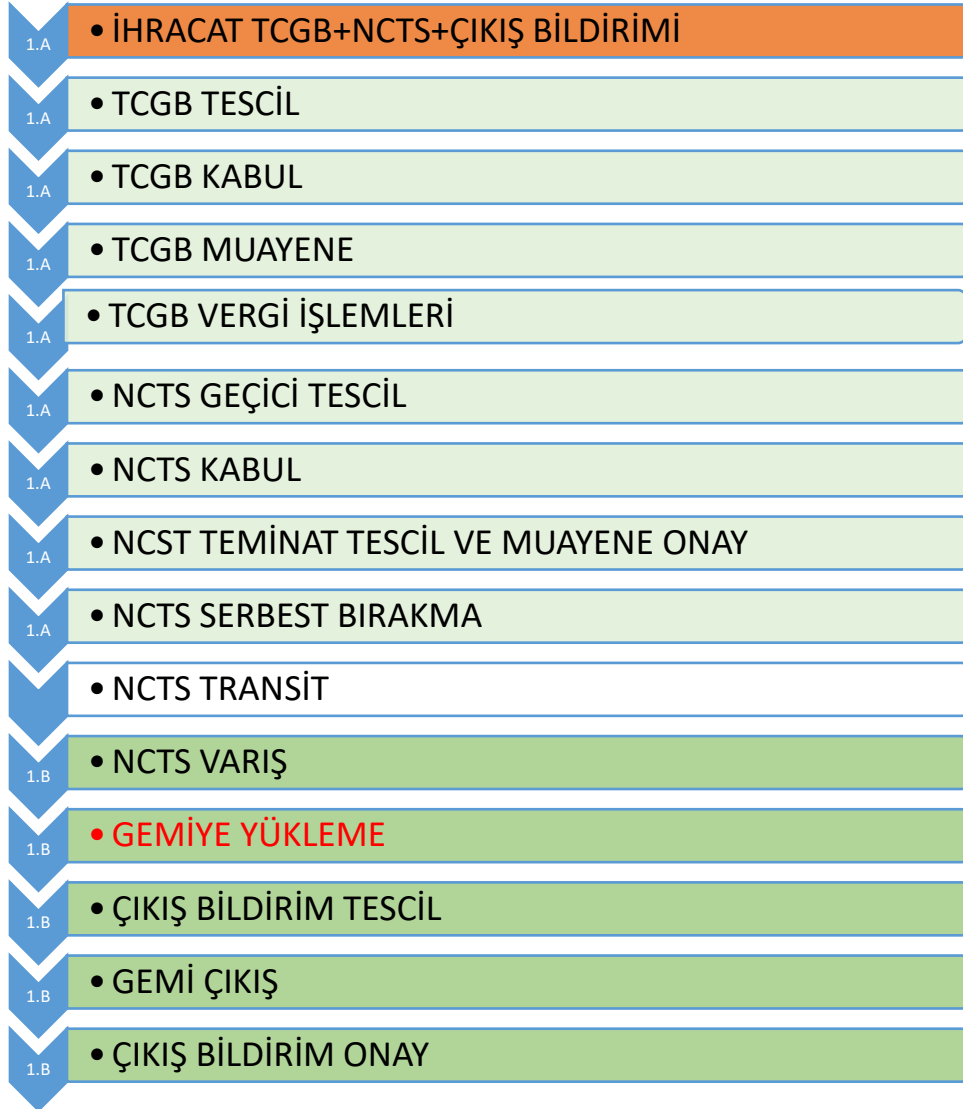 1.A • İHRACAT TCGB+NCTS+ÇIKIŞ BİLDİRİMİ
1.A • TCGB TESCİL
1.A • TCGB KABUL
1.A • TCGB MUAYENE
1.A • TCGB VERGİ İŞLEMLERİ
1.A • NCTS GEÇİCİ TESCİL
1.A • NCTS KABUL
1.A • NCST TEMİNAT TESCİL VE MUAYENE ONAY
1.A • NCTS SERBEST BIRAKMA
• NCTS TRANSİT
1.B • NCTS VARIŞ
1.B • GEMİYE YÜKLEME
1.B • ÇIKIŞ BİLDİRİM TESCİL
1.B • GEMİ ÇIKIŞ
1.B • ÇIKIŞ BİLDİRİM ONAY